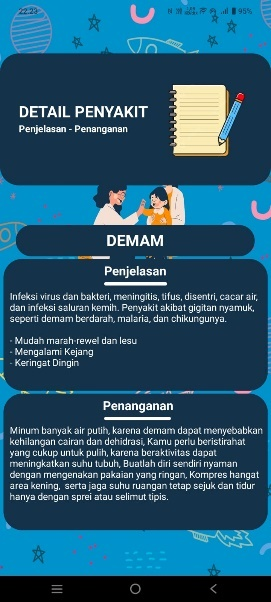 22.23
95%
DETAIL PENYAKIT
Penjelasan - Penanganan
DEMAM
Penjelasan
Infeksi virus dan bakteri, meningitis, tifus, disentri, cacar air,
dan infeksi saluran kemih. Penyakit akibat gigitan nyamuk,
seperti demam berdarah, malaria, dan chikungunya.
- Mudah marah-rewel dan lesu
- Mengalami Kejang
- Keringat Dingin
Penanganan
Minum banyak air putih, karena demam dapat menyebabkan
kehilangan cairan dan dehidrasi, Kamu perlu beristirahat
yang cukup untuk pulih, karena beraktivitas dapat
meningkatkan suhu tubuh, Buatlah diri sendiri nyaman
dengan mengenakan pakaian yang ringan, Kompres hangat
area kening, serta jaga suhu ruangan tetap sejuk dan tidur
hanya dengan sprei atau selimut tipis.